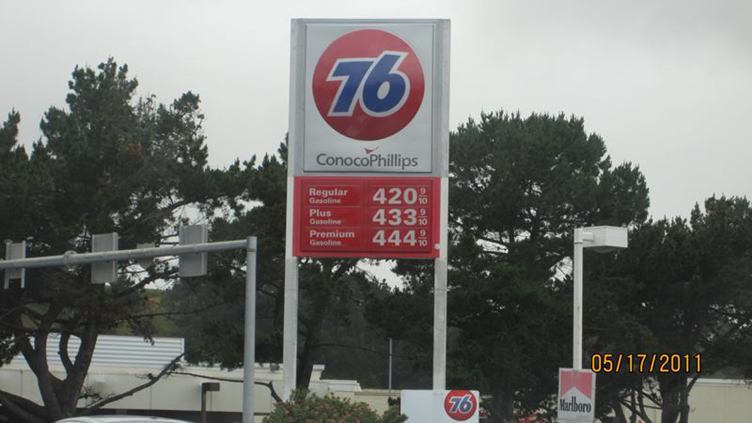 76
ConocoPhillips
Regular Gasoline 420 9/10
Plus Gasoline 433 9/10
Premium Gasoline 444 9/10
05/17/2011
Marlboro
76